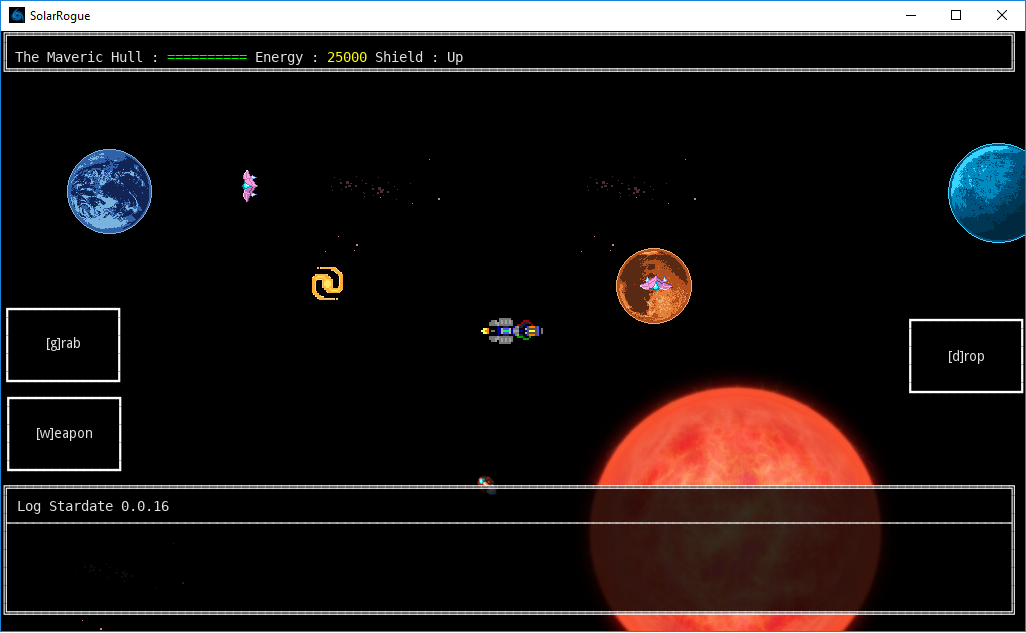 SolarRogue
The Maveric Hull : ========== Energy : 25000 Shield : Up
[g]rab
[d]rop
[w]eapon
Log Stardate 0.0.16